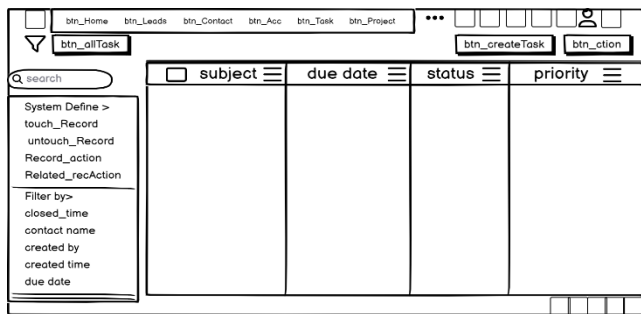 btn_Home btn_Leads btn_Contact btn_Acc btn_Task btn_Project
btn_allTask btn_createTask btn_ction
search
subject due date status priority
System Define >
touch_Record
untouch_Record
Record_action
Related_recAction
Filter by>
closed_time
contact name
created by
created time
due date